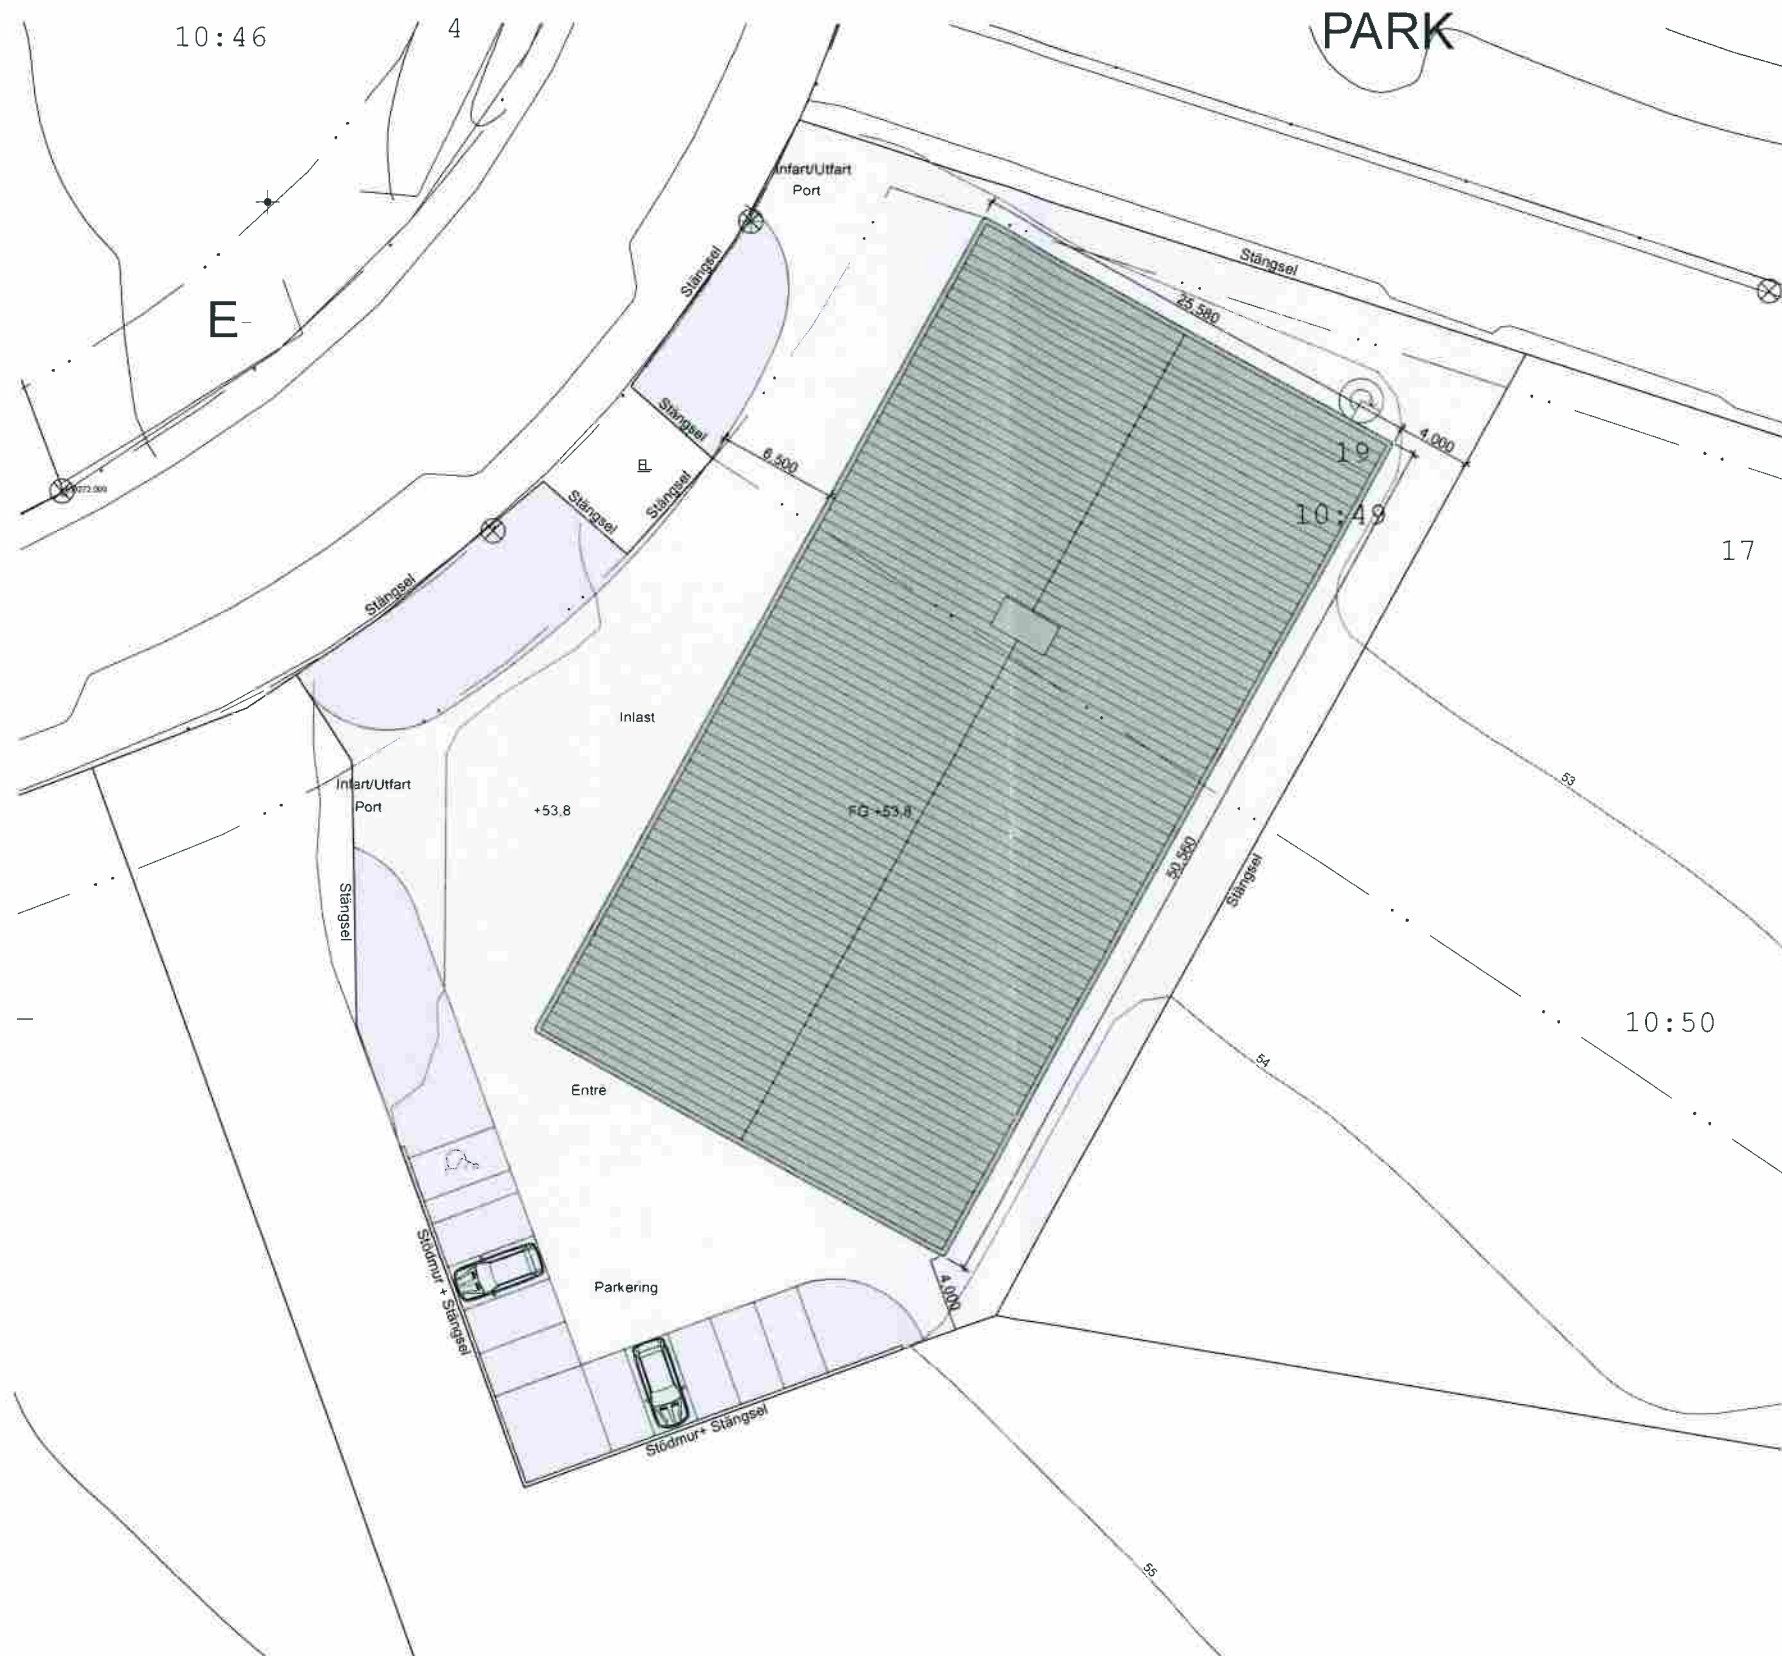 10:46
4
PARK
Infart/Utfart
Port
Stängsel
Stängsel
E
25,580
Stängsel
EL
Stängsel
Stängsel
6,500
4,000
19
10:49
17
Stängsel
Inlast
53
Infart/Utfart
Port
+53,8
FG +53,8
50,560
Stängsel
Stängsel
10:50
54
Entré
Stödmur + Stängsel
Parkering
4,000
Stödmur+ Stängsel
55